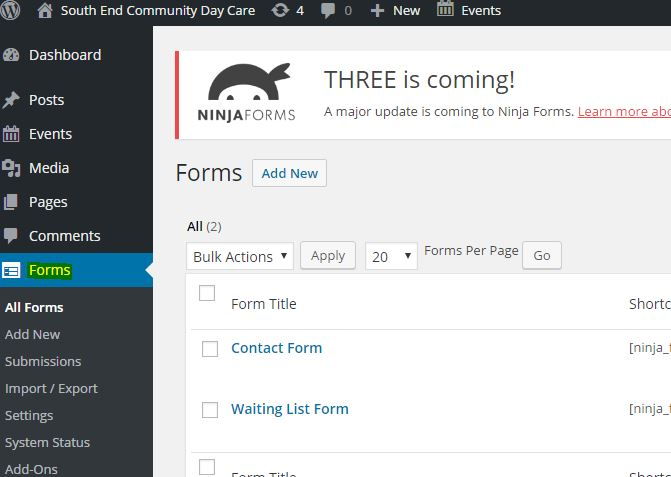 South End Community Day Care 4 0 New Events
Dashboard
Posts
Events
Media
Pages
Comments
Forms
All Forms
Add New
Submissions
Import / Export
Settings
System Status
Add-Ons
NINJAFORMS
THREE is coming!
A major update is coming to Ninja Forms. Learn more abo
Forms Add New
All (2)
Bulk Actions Apply 20 Forms Per Page Go
Form Title Shortc
Contact Form [ninja_f
Waiting List Form [ninja_f
Form Title Shortc